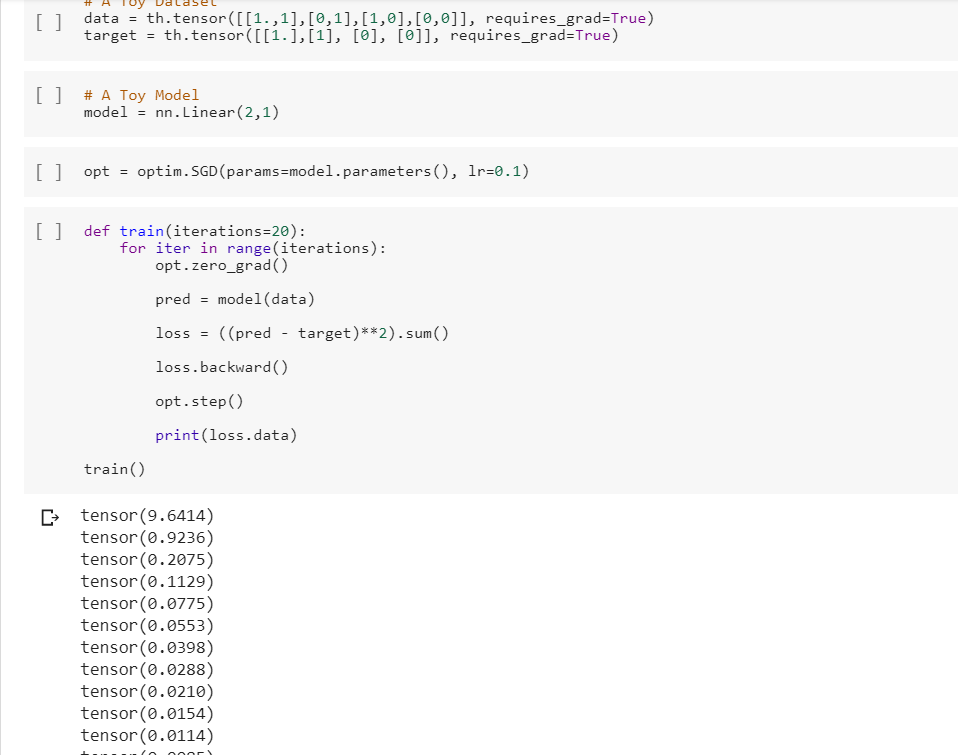 # A Toy Dataset
[ ] data = th.tensor([[1.,1],[0,1],[1,0],[0,0]], requires_grad=True)
target = th.tensor([[1.],[1], [0], [0]], requires_grad=True)
[ ] # A Toy Model
model = nn.Linear(2,1)
[ ] opt = optim.SGD(params=model.parameters(), lr=0.1)
[ ] def train(iterations=20):
for iter in range(iterations):
opt.zero_grad()
pred = model(data)
loss = ((pred - target)**2).sum()
loss.backward()
opt.step()
print(loss.data)
train()
tensor(9.6414)
tensor(0.9236)
tensor(0.2075)
tensor(0.1129)
tensor(0.0775)
tensor(0.0553)
tensor(0.0398)
tensor(0.0288)
tensor(0.0210)
tensor(0.0154)
tensor(0.0114)